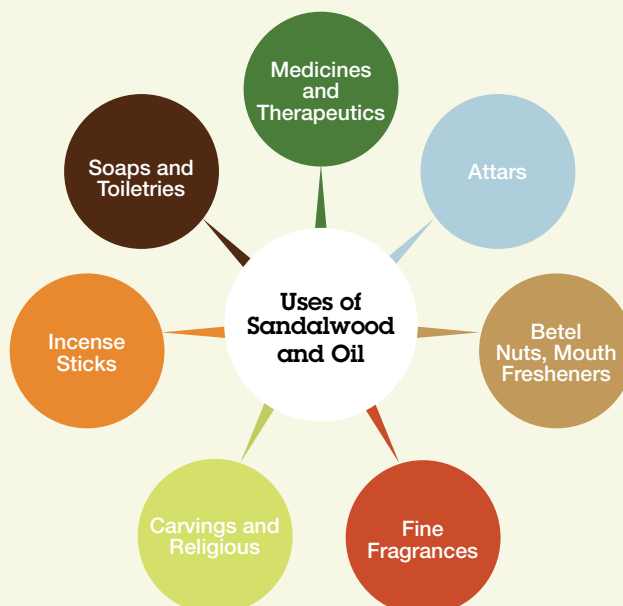 Medicines
and
Therapeutics
Attars
Betel
Nuts, Mouth
Fresheners
Fine
Fragrances
Carvings and
Religious
Incense
Sticks
Soaps and
Toiletries
Uses of
Sandalwood
and Oil